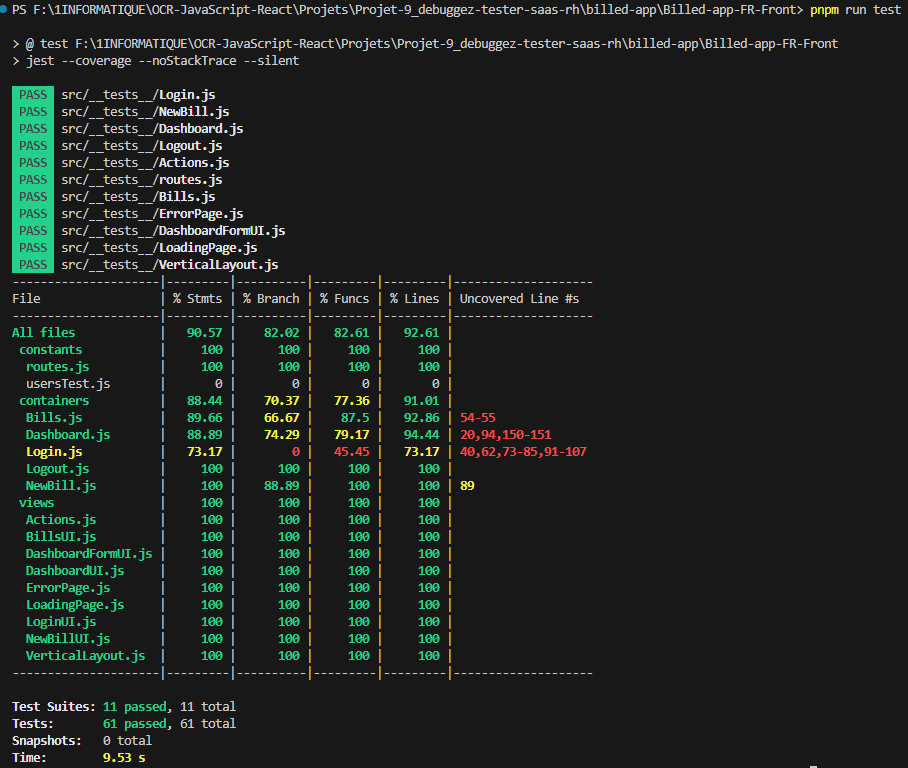 PS F:\1INFORMATIQUE\OCR-JavaScript-React\Projets\Projet-9_debuggez-tester-saas-rh\billed-app\Billed-app-FR-Front> pnpm run test
> @ test F:\1INFORMATIQUE\OCR-JavaScript-React\Projets\Projet-9_debuggez-tester-saas-rh\billed-app\Billed-app-FR-Front
> jest --coverage --noStackTrace --silent
PASS src/__tests__/Login.js
PASS src/__tests__/NewBill.js
PASS src/__tests__/Dashboard.js
PASS src/__tests__/Logout.js
PASS src/__tests__/Actions.js
PASS src/__tests__/routes.js
PASS src/__tests__/Bills.js
PASS src/__tests__/ErrorPage.js
PASS src/__tests__/DashboardFormUI.js
PASS src/__tests__/LoadingPage.js
PASS src/__tests__/VerticalLayout.js
---------------------|---------|----------|---------|---------|--------------------
File | % Stmts | % Branch | % Funcs | % Lines | Uncovered Line #s
---------------------|---------|----------|---------|---------|--------------------
All files | 90.57 | 82.02 | 82.61 | 92.61 |
constants | 100 | 100 | 100 | 100 |
routes.js | 100 | 100 | 100 | 100 |
usersTest.js | 0 | 0 | 0 | 0 |
containers | 88.44 | 70.37 | 77.36 | 91.01 |
Bills.js | 89.66 | 66.67 | 87.5 | 92.86 | 54-55
Dashboard.js | 88.89 | 74.29 | 79.17 | 94.44 | 20,94,150-151
Login.js | 73.17 | 0 | 45.45 | 73.17 | 40,62,73-85,91-107
Logout.js | 100 | 100 | 100 | 100 |
NewBill.js | 100 | 88.89 | 100 | 100 | 89
views | 100 | 100 | 100 | 100 |
Actions.js | 100 | 100 | 100 | 100 |
BillsUI.js | 100 | 100 | 100 | 100 |
DashboardFormUI.js | 100 | 100 | 100 | 100 |
DashboardUI.js | 100 | 100 | 100 | 100 |
ErrorPage.js | 100 | 100 | 100 | 100 |
LoadingPage.js | 100 | 100 | 100 | 100 |
LoginUI.js | 100 | 100 | 100 | 100 |
NewBillUI.js | 100 | 100 | 100 | 100 |
VerticalLayout.js | 100 | 100 | 100 | 100 |
---------------------|---------|----------|---------|---------|--------------------
Test Suites: 11 passed, 11 total
Tests: 61 passed, 61 total
Snapshots: 0 total
Time: 9.53 s